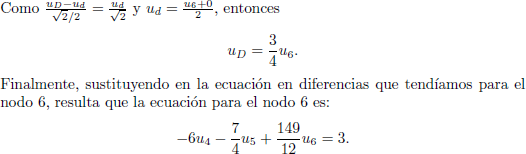 Como \frac{u_D-u_d}{\sqrt{2}/2} = \frac{u_d}{\sqrt{2}} y u_d = \frac{u_6+0}{2}, entonces
u_D = \frac{3}{4}u_6.
Finalmente, sustituyendo en la ecuación en diferencias que tendíamos para el
nodo 6, resulta que la ecuación para el nodo 6 es:
-6u_4 - \frac{7}{4}u_5 + \frac{149}{12}u_6 = 3.